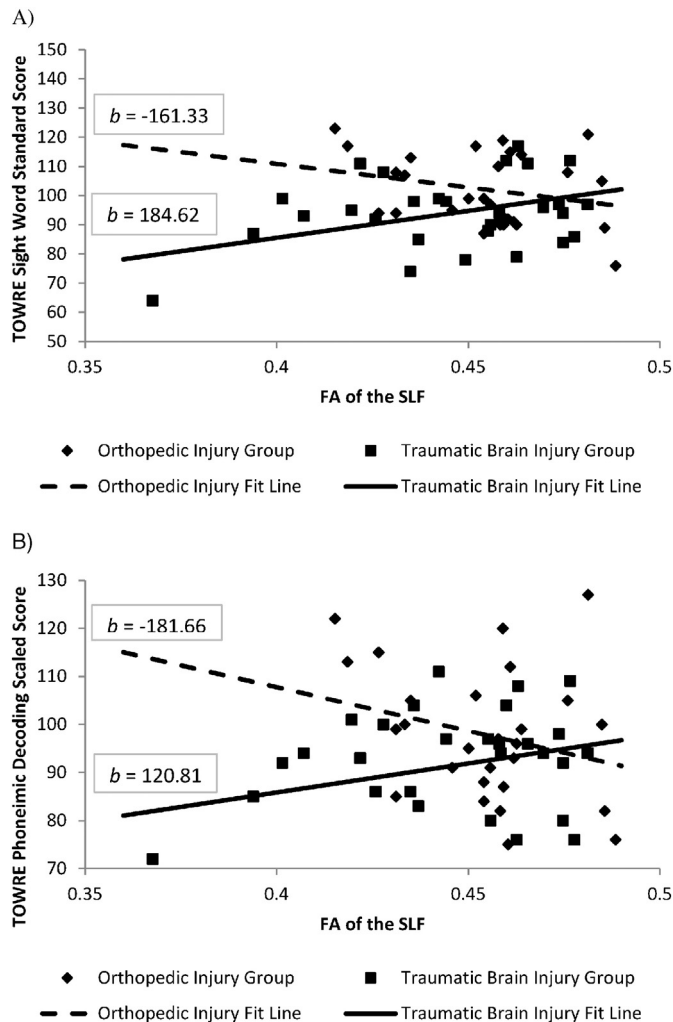 A)
TOWRE Sight Word Standard Score
150
140
130
120
110
100
90
80
70
60
50
b = -161.33
b = 184.62
0.35
0.4
0.45
0.5
FA of the SLF
Orthopedic Injury Group
Traumatic Brain Injury Group
Orthopedic Injury Fit Line
Traumatic Brain Injury Fit Line
B)
TOWRE Phoneimic Decoding Scaled Score
130
120
110
100
90
80
70
b = -181.66
b = 120.81
0.35
0.4
0.45
0.5
FA of the SLF
Orthopedic Injury Group
Traumatic Brain Injury Group
Orthopedic Injury Fit Line
Traumatic Brain Injury Fit Line